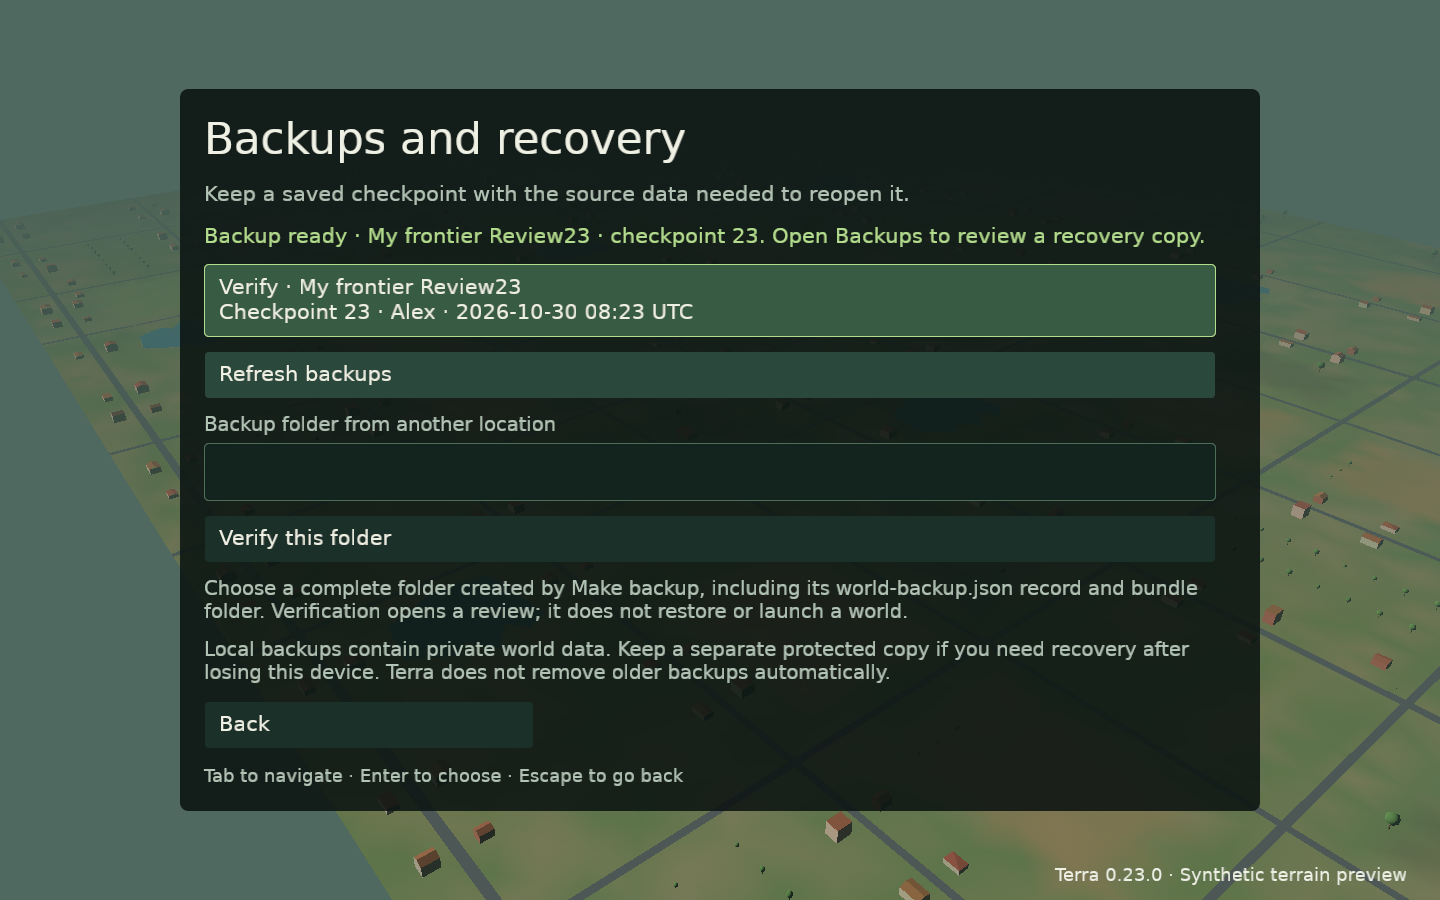 Backups and recovery
Keep a saved checkpoint with the source data needed to reopen it.
Backup ready · My frontier Review23 · checkpoint 23. Open Backups to review a recovery copy.
Verify · My frontier Review23
Checkpoint 23 · Alex · 2026-10-30 08:23 UTC
Refresh backups
Backup folder from another location
Verify this folder
Choose a complete folder created by Make backup, including its world-backup.json record and bundle
folder. Verification opens a review; it does not restore or launch a world.
Local backups contain private world data. Keep a separate protected copy if you need recovery after
losing this device. Terra does not remove older backups automatically.
Back
Tab to navigate · Enter to choose · Escape to go back
Terra 0.23.0 · Synthetic terrain preview